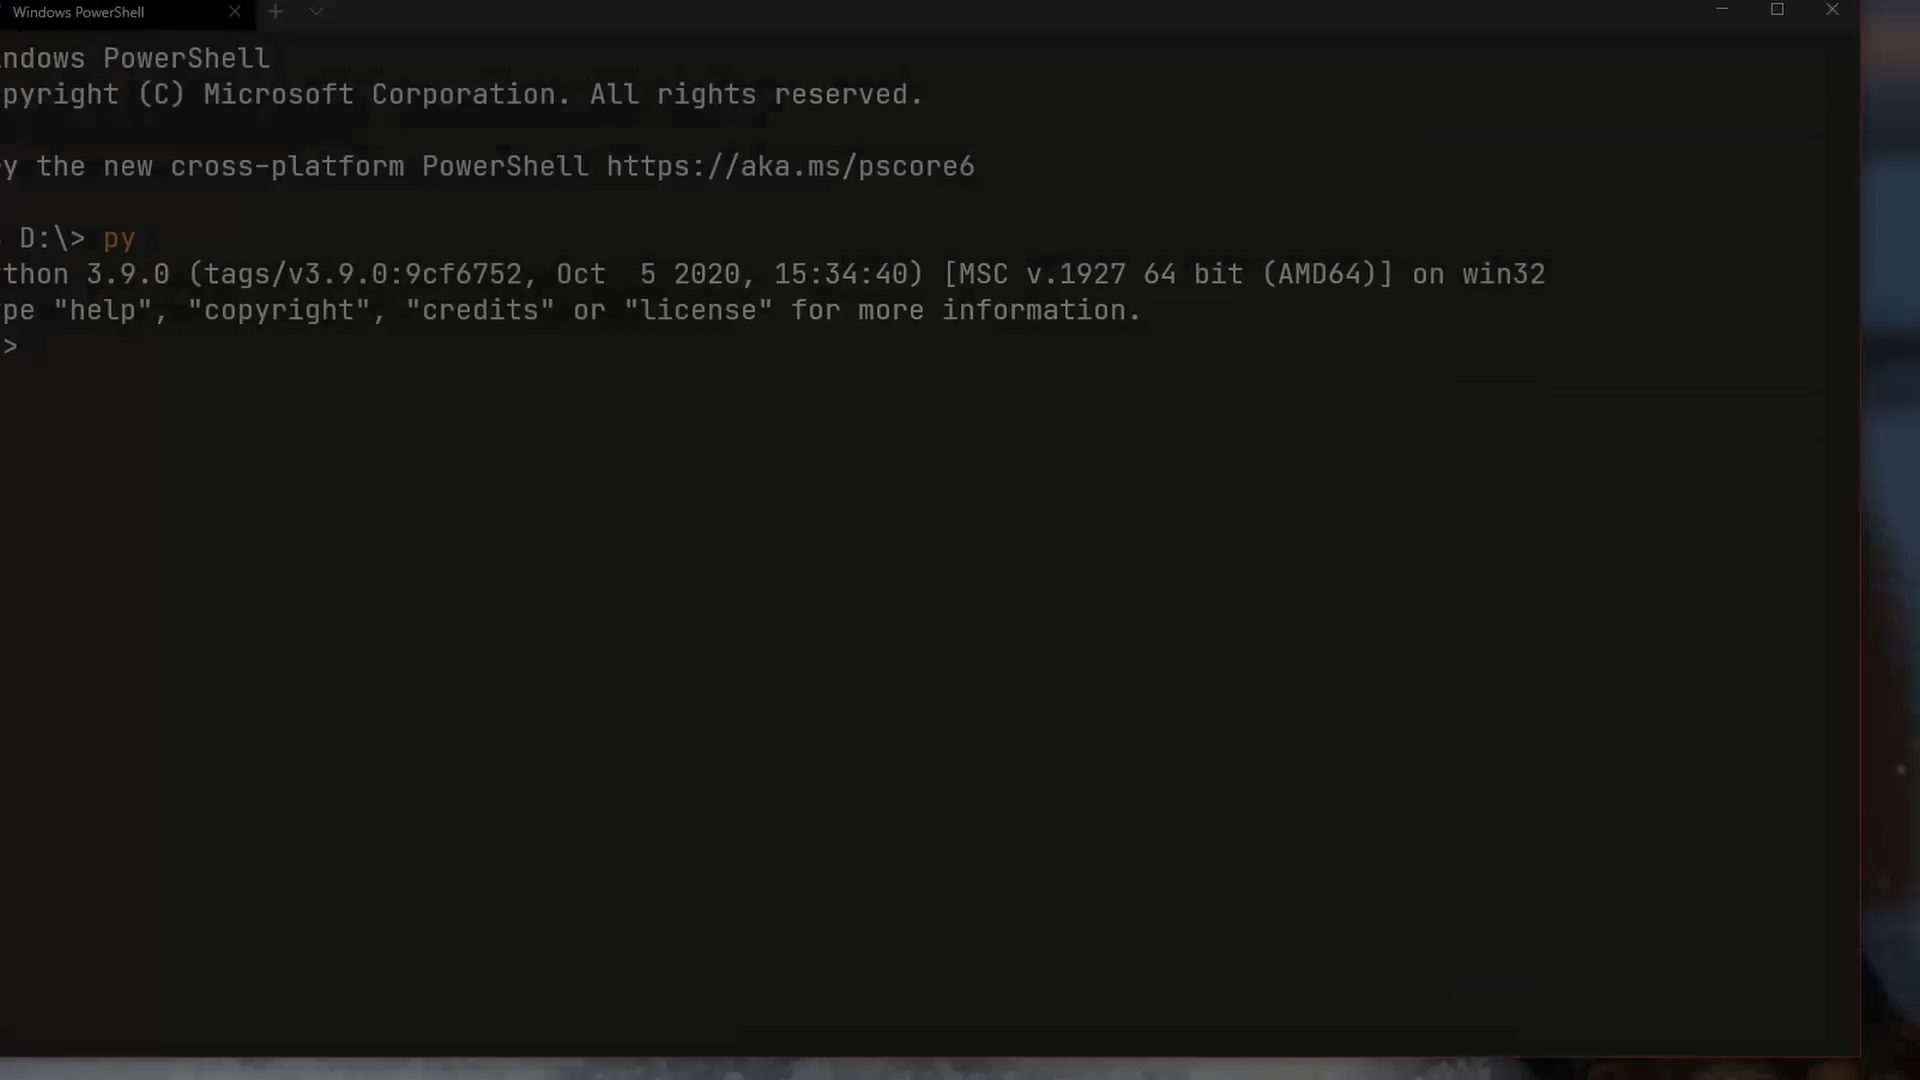 Windows PowerShell
ndows PowerShell
pyright (C) Microsoft Corporation. All rights reserved.
y the new cross-platform PowerShell https://aka.ms/pscore6
D:\> py
thon 3.9.0 (tags/v3.9.0:9cf6752, Oct  5 2020, 15:34:40) [MSC v.1927 64 bit (AMD64)] on win32
pe "help", "copyright", "credits" or "license" for more information.
>